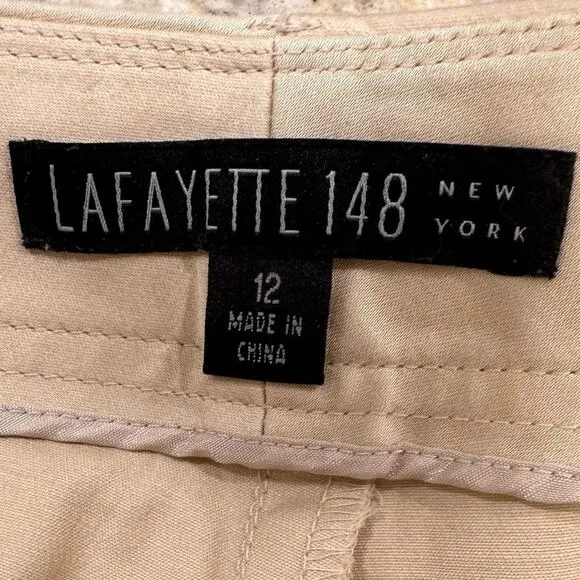 LAFAYETTE 148 NEW YORK
12
MADE IN
CHINA